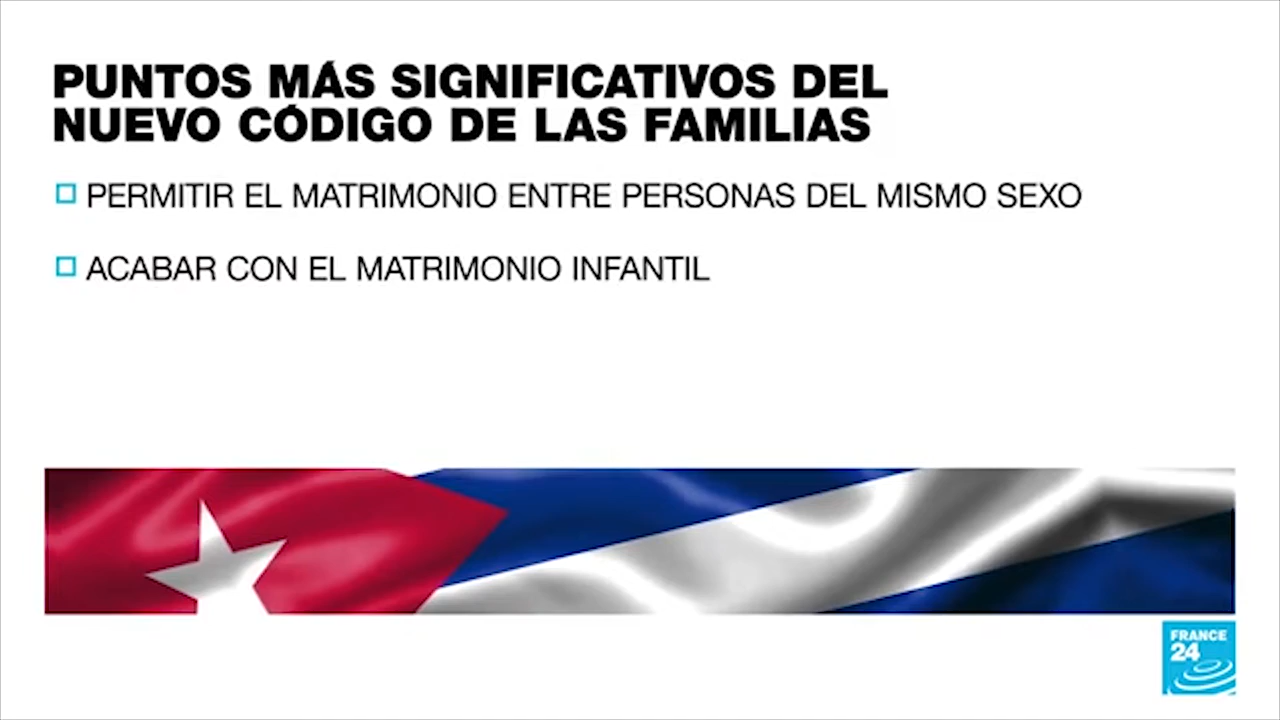 PUNTOS MÁS SIGNIFICATIVOS DEL
NUEVO CÓDIGO DE LAS FAMILIAS
PERMITIR EL MATRIMONIO ENTRE PERSONAS DEL MISMO SEXO
ACABAR CON EL MATRIMONIO INFANTIL
FRANCE
24